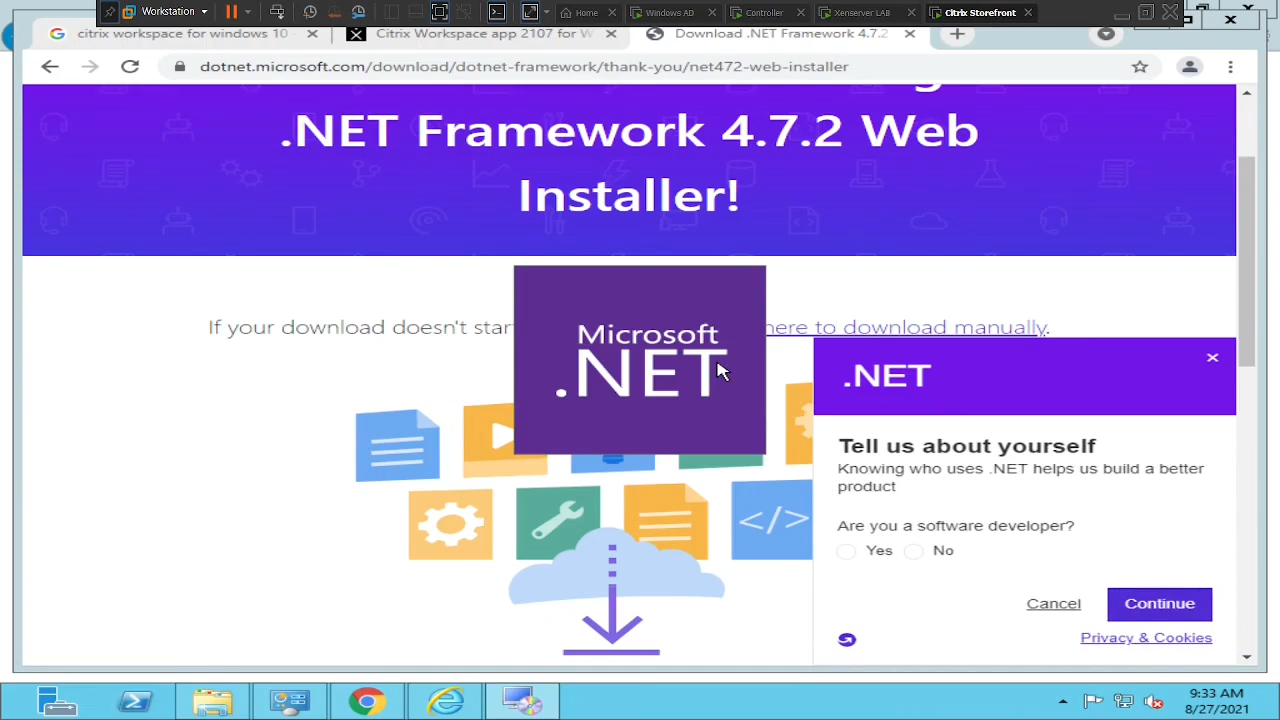 Workstation
Home
Windows AD
Controller
Xenserver LAB
Citrix Storefront
citrix workspace for windows 10
Citrix Workspace app 2107 for W
Download .NET Framework 4.7.2
dotnet.microsoft.com/download/dotnet-framework/thank-you/net472-web-installer
.NET Framework 4.7.2 Web
Installer!
If your download doesn't star
here to download manually.
Microsoft
.NET
.NET
Tell us about yourself
Knowing who uses .NET helps us build a better
product
Are you a software developer?
Yes No
Cancel Continue
Privacy & Cookies
9:33 AM
8/27/2021